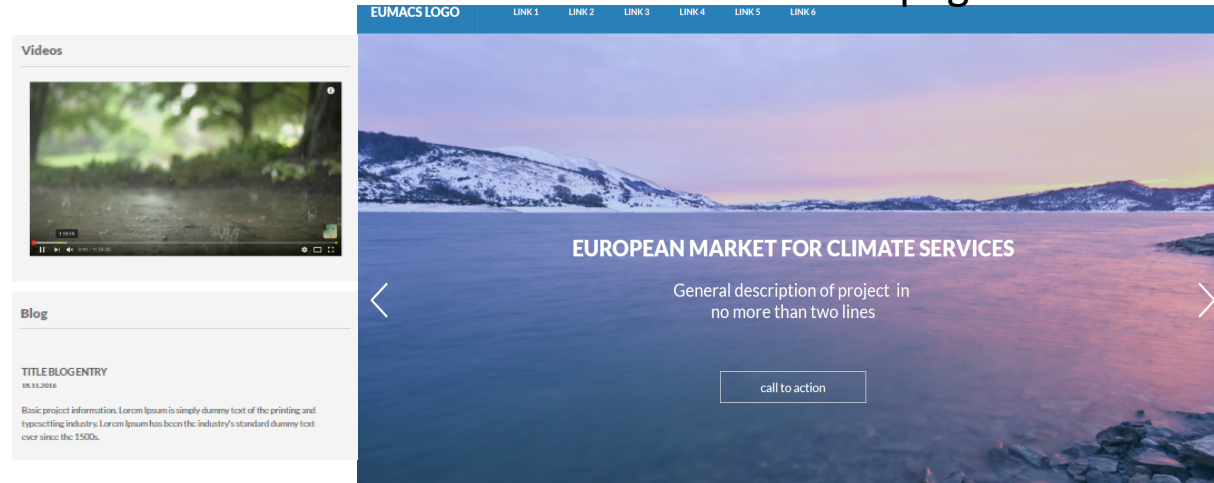 EUMACS LOGO
LINK 1
LINK 2
LINK 3
LINK 4
LINK 5
LINK 6
Videos
1:10:15
EUROPEAN MARKET FOR CLIMATE SERVICES
General description of project in
no more than two lines
call to action
Blog
TITLE BLOG ENTRY
18.11.2016
Basic project information. Lorem Ipsum is simply dummy text of the printing and
typesetting industry. Lorem Ipsum has been the industry's standard dummy text
ever since the 1500s.